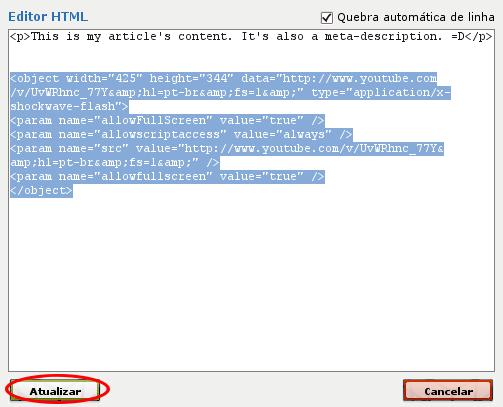 Editor HTML
Quebra automática de linha
<p>This is my article's content. It's also a meta-description. =D</p>
<object width="425" height="344" data="http://www.youtube.com
/v/UvWRhnc_77Y&amp;hl=pt-br&amp;fs=1&amp;" type="application/x-
shockwave-flash">
<param name="allowFullScreen" value="true" />
<param name="allowscriptaccess" value="always" />
<param name="src" value="http://www.youtube.com/v/UvWRhnc_77Y&
amp;hl=pt-br&amp;fs=1&amp;" />
<param name="allowfullscreen" value="true" />
</object>
Atualizar
Cancelar